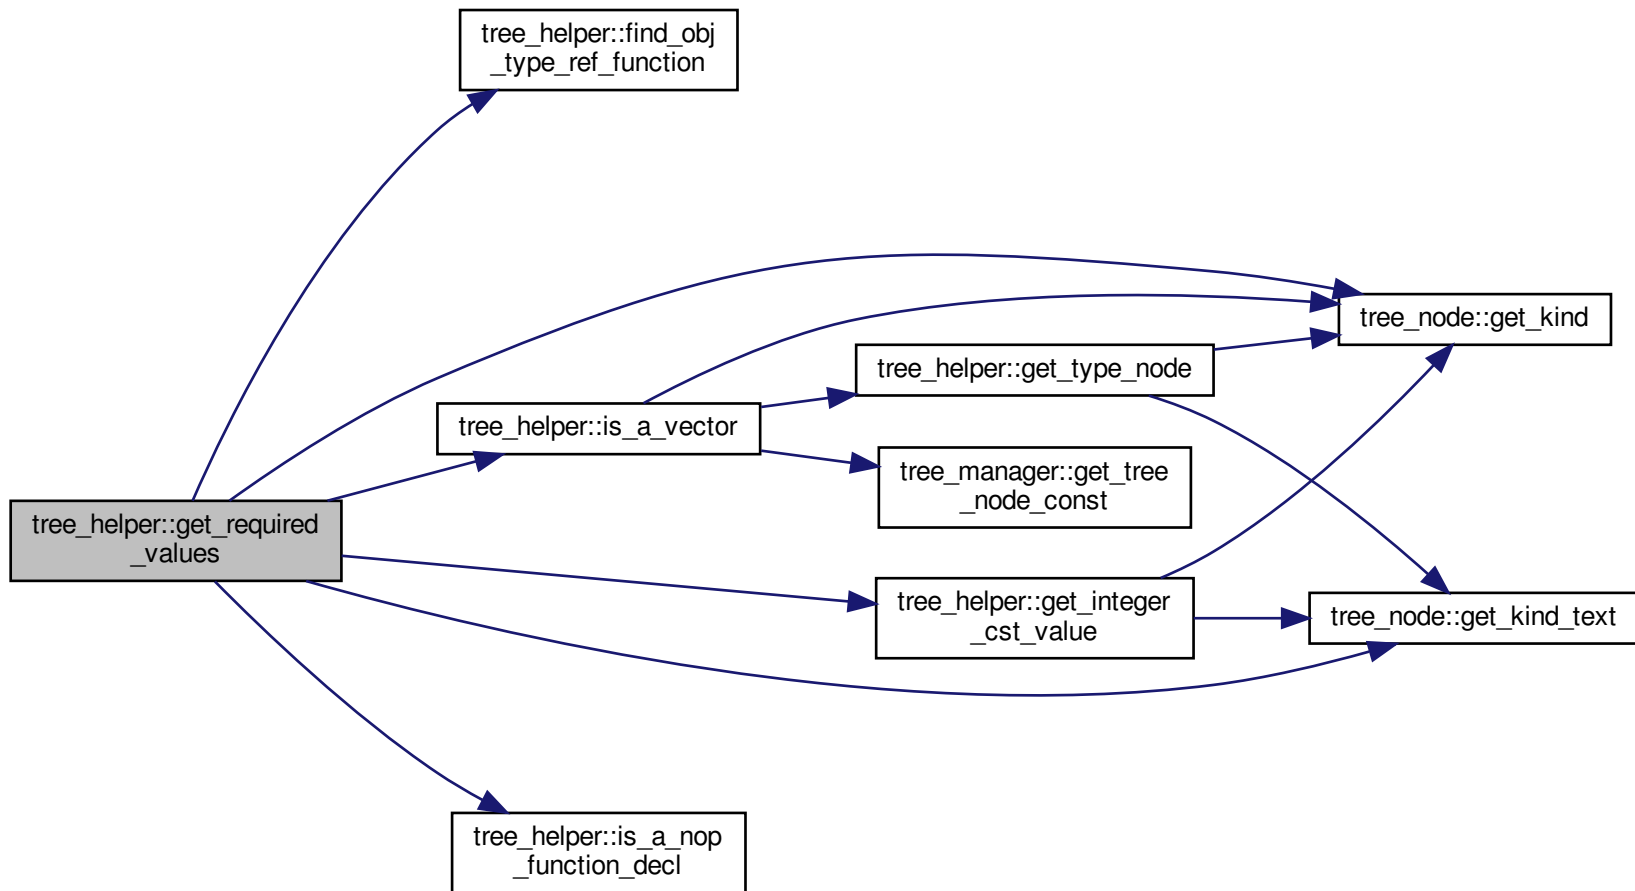 tree_helper::find_obj
_type_ref_function
tree_node::get_kind
tree_helper::get_type_node
tree_helper::is_a_vector
tree_manager::get_tree
_node_const
tree_helper::get_required
_values
tree_helper::get_integer
_cst_value
tree_node::get_kind_text
tree_helper::is_a_nop
_function_decl